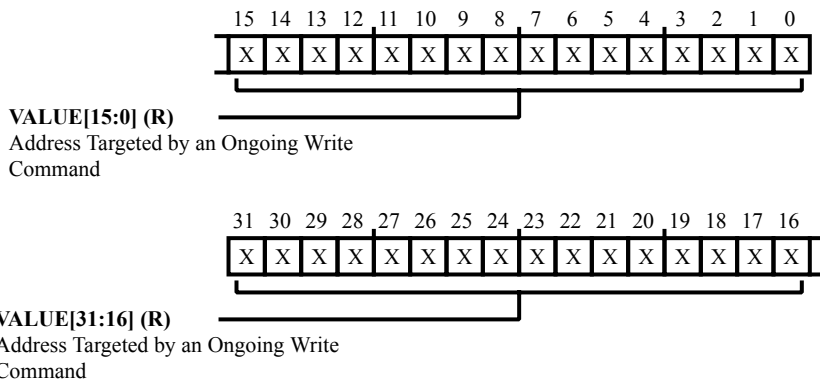 15 14 13 12 11 10 9 8 7 6 5 4 3 2 1 0
X X X X X X X X X X X X X X X X
VALUE[15:0] (R)
Address Targeted by an Ongoing Write
Command
31 30 29 28 27 26 25 24 23 22 21 20 19 18 17 16
X X X X X X X X X X X X X X X X
VALUE[31:16] (R)
Address Targeted by an Ongoing Write
Command